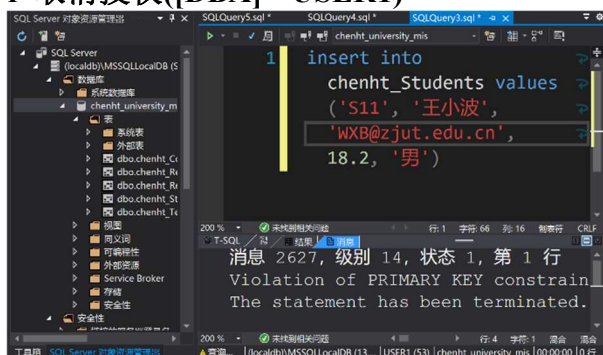 SQL Server 对象资源管理器
SQLQuery5.sql *
SQLQuery4.sql *
SQLQuery3.sql *
chenht_university_mis
SQL Server
(localdb)\MSSQLLocalDB (S
数据库
系统数据库
chenht_university_m
表
系统表
外部表
dbo.chenht_Co
dbo.chenht_Re
dbo.chenht_Re
dbo.chenht_St
dbo.chenht_Te
视图
同义词
可编程性
外部资源
Service Broker
存储
安全性
安全性
1
insert into
chenht_Students values
('S11', '王小波',
'WXB@zjut.edu.cn',
18.2, '男')
200 %
未找到相关问题
行: 1
字符: 66
列: 16
制表符
CRLF
T-SQL
结果
消息
消息 2627, 级别 14, 状态 1, 第 1 行
Violation of PRIMARY KEY constrain
The statement has been terminated.
200 %
未找到相关问题
行: 4
字符: 1
混合
混合
工具箱
SQL Server 对象资源管理器
(localdb)\MSSQLLocalDB (13...
USER1 (53)
chenht_university_mis
00:00:00
0 行